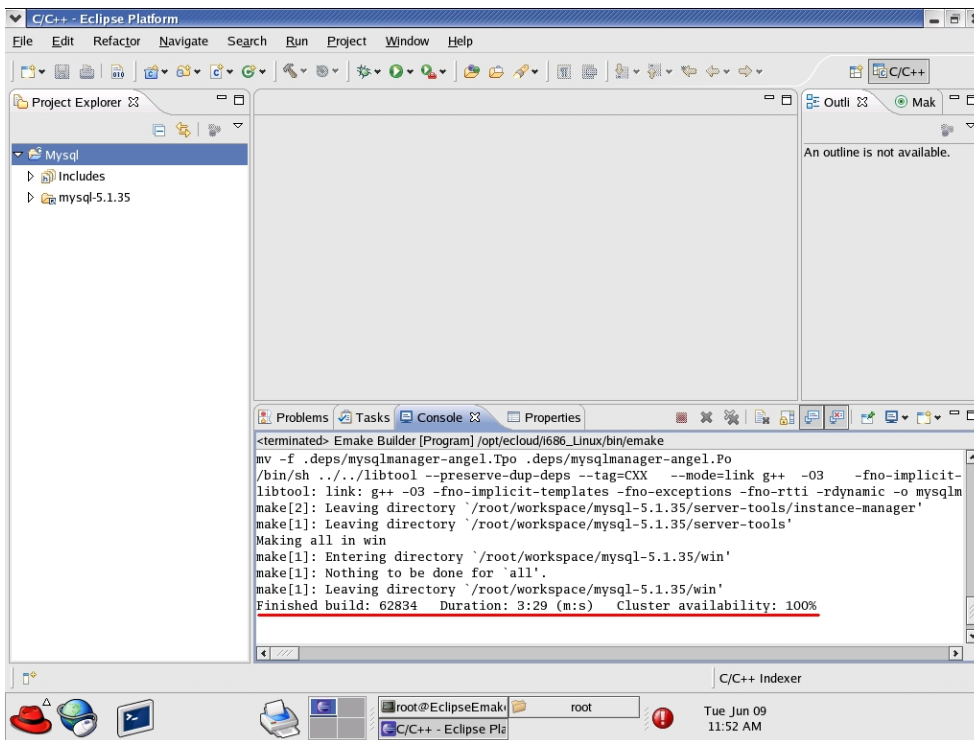 C/C++ - Eclipse Platform
File Edit Refactor Navigate Search Run Project Window Help
C/C++
Project Explorer
Mysql
Includes
mysql-5.1.35
Outli Mak
An outline is not available.
Problems Tasks Console Properties
<terminated> Emake Builder [Program] /opt/ecloud/i686_Linux/bin/emake
mv -f .deps/mysqlmanager-angel.Tpo .deps/mysqlmanager-angel.Po
/bin/sh ../../libtool --preserve-dup-deps --tag=CXX --mode=link g++ -O3 -fno-implicit-
libtool: link: g++ -O3 -fno-implicit-templates -fno-exceptions -fno-rtti -rdynamic -o mysqlm
make[2]: Leaving directory `/root/workspace/mysql-5.1.35/server-tools/instance-manager'
make[1]: Leaving directory `/root/workspace/mysql-5.1.35/server-tools'
Making all in win
make[1]: Entering directory `/root/workspace/mysql-5.1.35/win'
make[1]: Nothing to be done for `all'.
make[1]: Leaving directory `/root/workspace/mysql-5.1.35/win'
Finished build: 62834 Duration: 3:29 (m:s) Cluster availability: 100%
C/C++ Indexer
root@EclipseEmak
root
C/C++ - Eclipse Pla
Tue Jun 09
11:52 AM